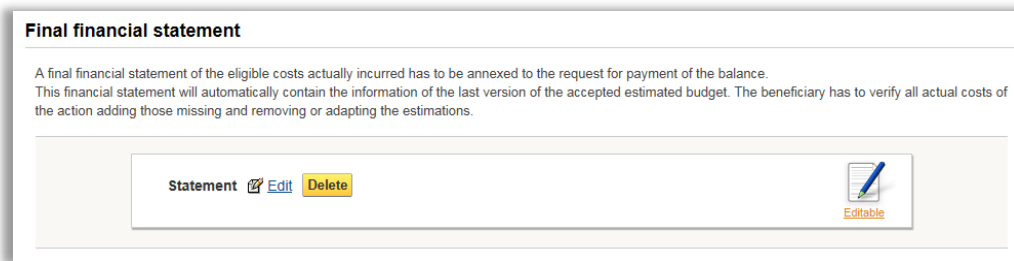 Final financial statement
A final financial statement of the eligible costs actually incurred has to be annexed to the request for payment of the balance.
This financial statement will automatically contain the information of the last version of the accepted estimated budget. The beneficiary has to verify all actual costs of
the action adding those missing and removing or adapting the estimations.
Statement Edit Delete
Editable